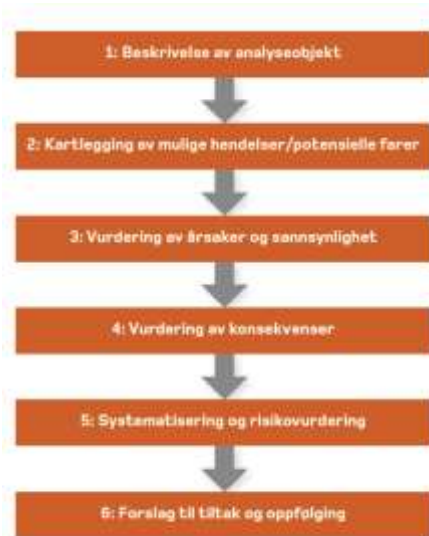 1: Beskrivelse av analyseobjekt
2: Kartlegging av mulige hendelser/potensielle farer
3: Vurdering av årsaker og sannsynlighet
4: Vurdering av konsekvenser
5: Systematisering og risikovurdering
6: Forslag til tiltak og oppfølging